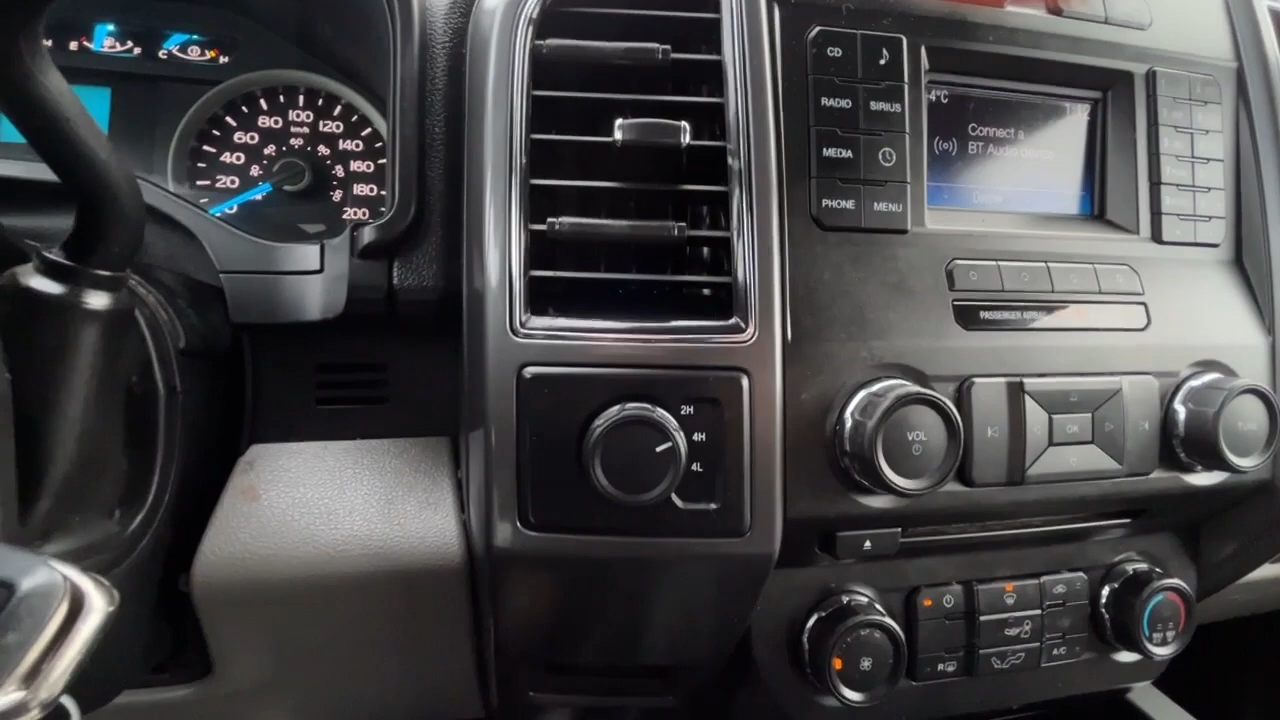 E F
C H
100
80 120
km/h
60 140
40 160
20 180
0 200
CD
RADIO SIRIUS
MEDIA
PHONE MENU
-4°C
Connect a
BT Audio device
PASSENGER AIRBAG
2H
4H
4L
VOL
OK
TUNE
R
A/C